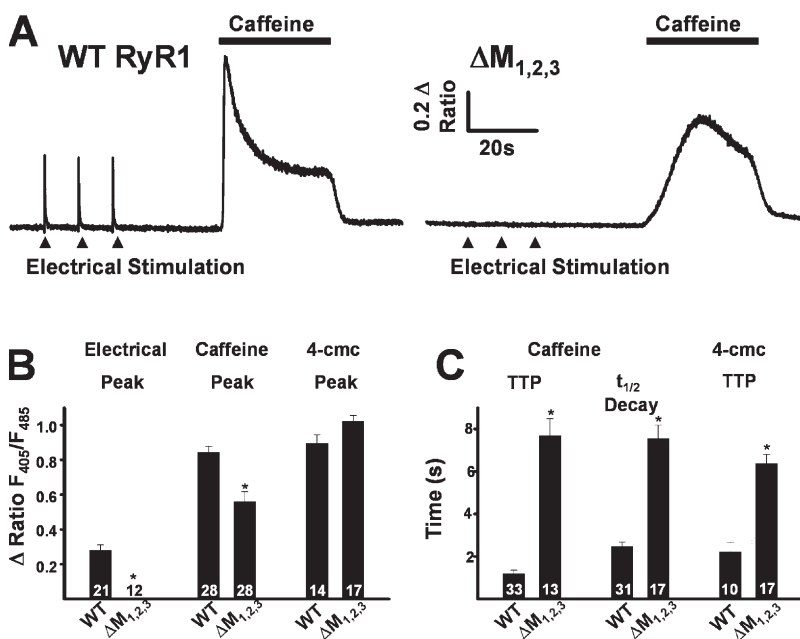 A
WT RyR1
Caffeine
ΔM1,2,3
Caffeine
0.2 Δ
Ratio
20s
Electrical Stimulation
Electrical Stimulation
B
Electrical Caffeine 4-cmc
Peak Peak Peak
Δ Ratio F405/F485
1.0
0.8
0.6
0.4
0.2
*
*
21 12 28 28 14 17
WT ΔM1,2,3 WT ΔM1,2,3 WT ΔM1,2,3
C
Caffeine 4-cmc
TTP t1/2 Decay TTP
Time (s)
8
6
4
2
* * *
33 13 31 17 10 17
WT ΔM1,2,3 WT ΔM1,2,3 WT ΔM1,2,3